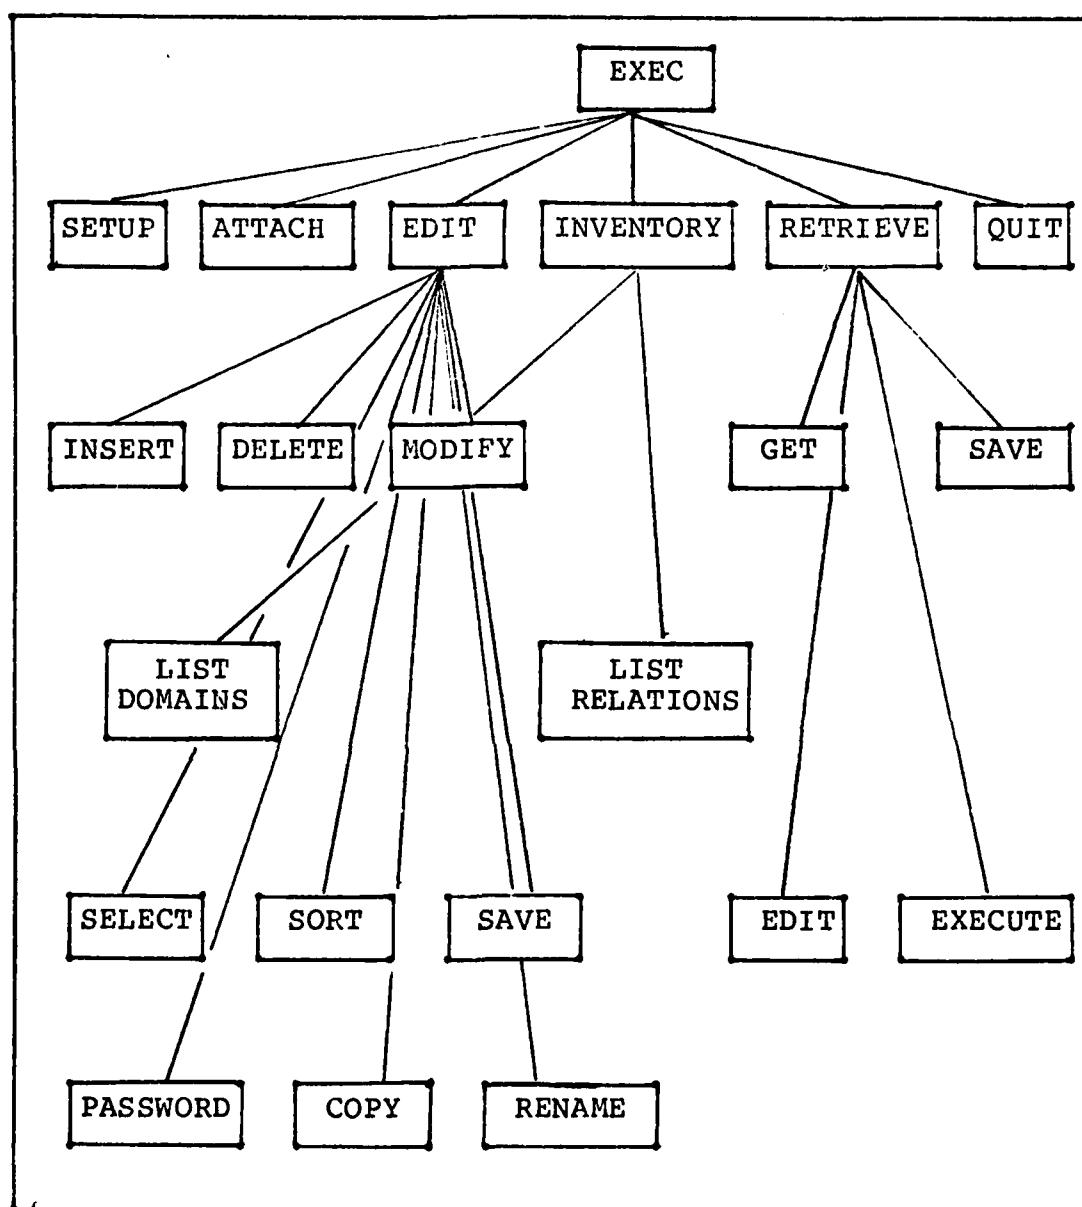 EXEC
SETUP
ATTACH
EDIT
INVENTORY
RETRIEVE
QUIT
INSERT
DELETE
MODIFY
GET
SAVE
LIST
DOMAINS
LIST
RELATIONS
SELECT
SORT
SAVE
EDIT
EXECUTE
PASSWORD
COPY
RENAME